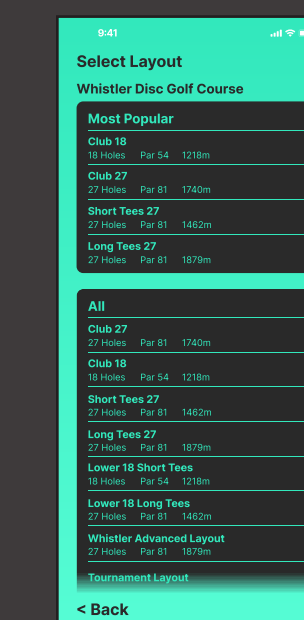 9:41
Select Layout
Whistler Disc Golf Course
Most Popular
Club 18
18 Holes Par 54 1218m
Club 27
27 Holes Par 81 1740m
Short Tees 27
27 Holes Par 81 1462m
Long Tees 27
27 Holes Par 81 1879m
All
Club 27
27 Holes Par 81 1740m
Club 18
18 Holes Par 54 1218m
Short Tees 27
27 Holes Par 81 1462m
Long Tees 27
27 Holes Par 81 1879m
Lower 18 Short Tees
18 Holes Par 54 1218m
Lower 18 Long Tees
27 Holes Par 81 1462m
Whistler Advanced Layout
27 Holes Par 81 1879m
Tournament Layout
< Back